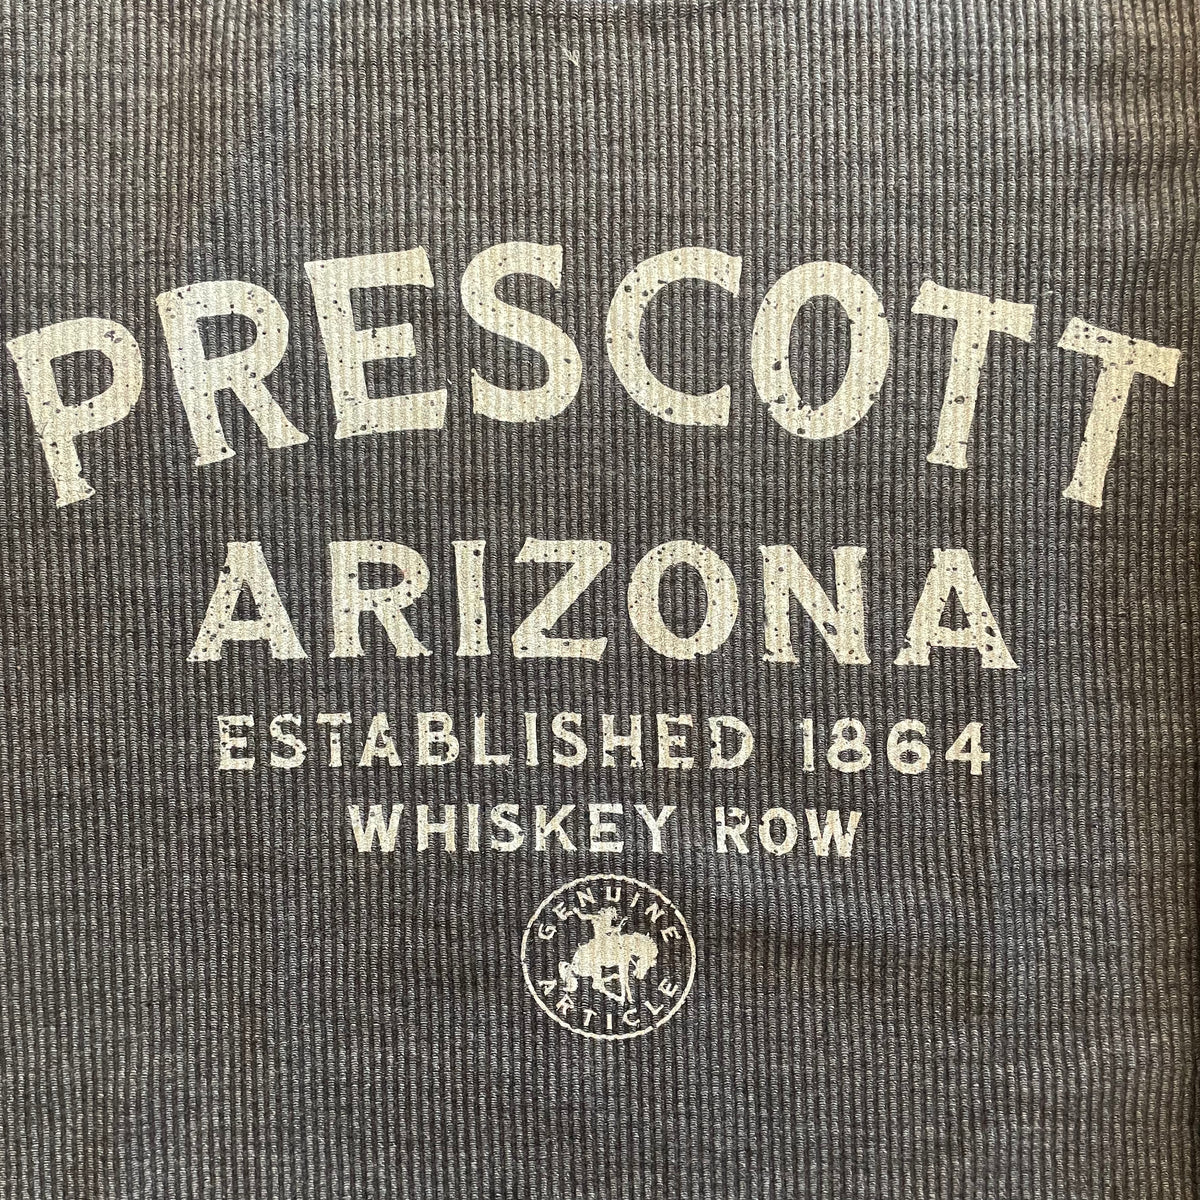 PRESCOTT
ARIZONA
ESTABLISHED 1864
WHISKEY ROW
GENUINE
ARTICLE